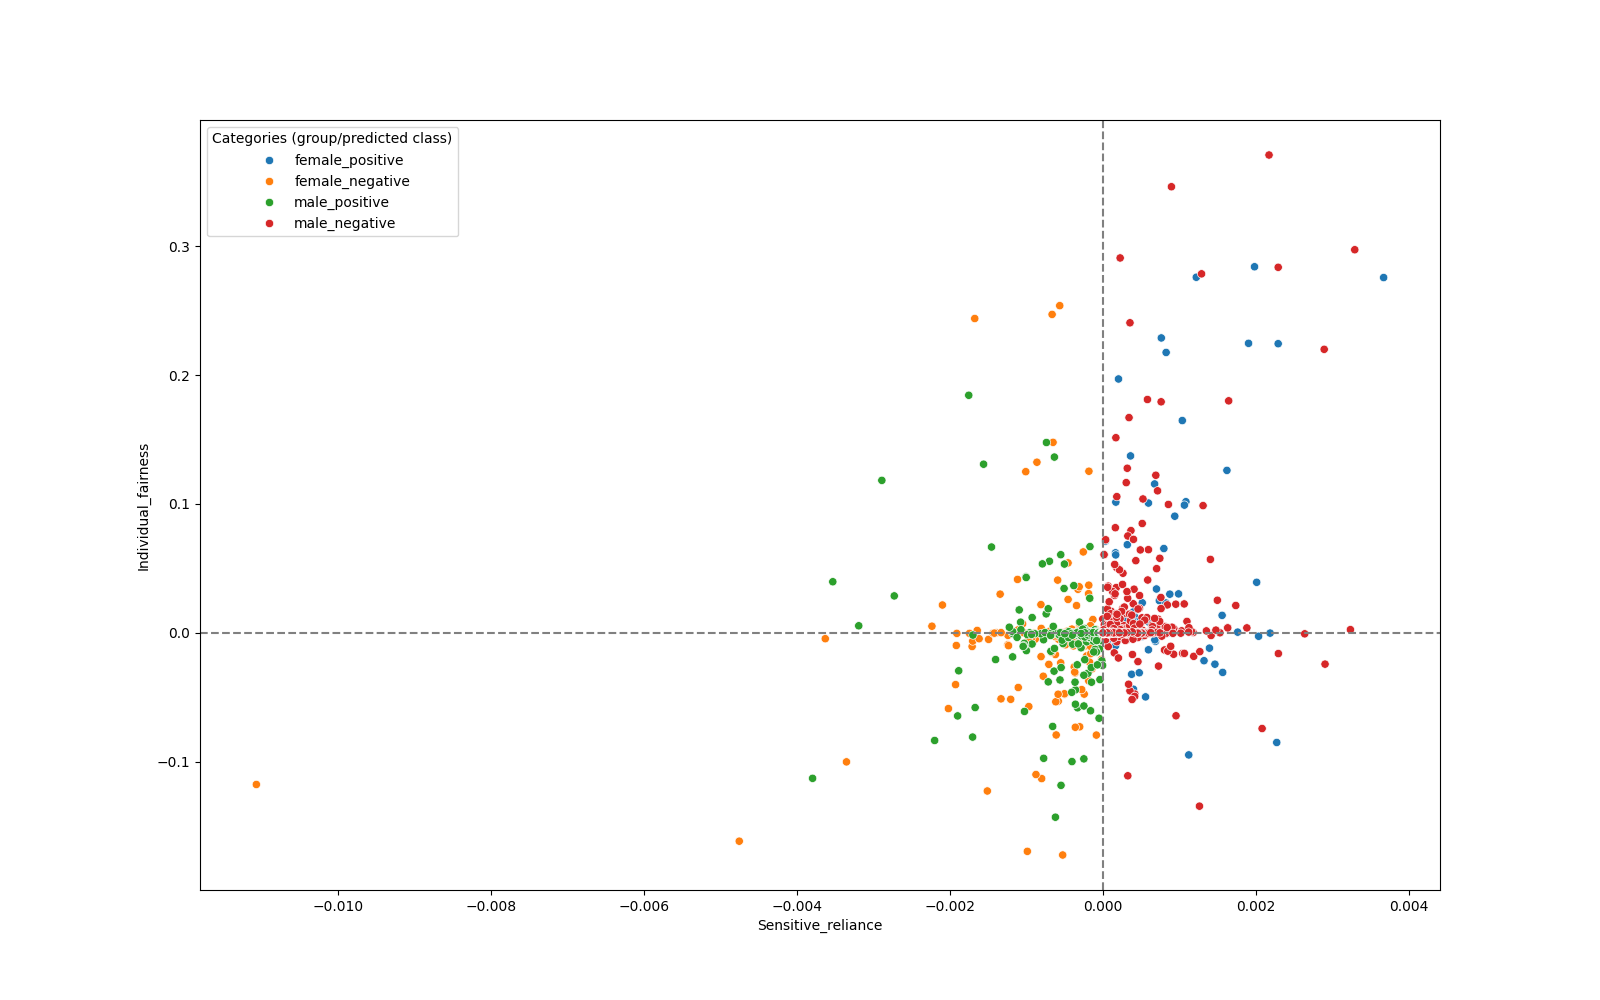 Categories (group/predicted class)
female_positive
female_negative
male_positive
male_negative
0.3
0.2
0.1
0.0
−0.1
Individual_fairness
−0.010
−0.008
−0.006
−0.004
−0.002
0.000
0.002
0.004
Sensitive_reliance